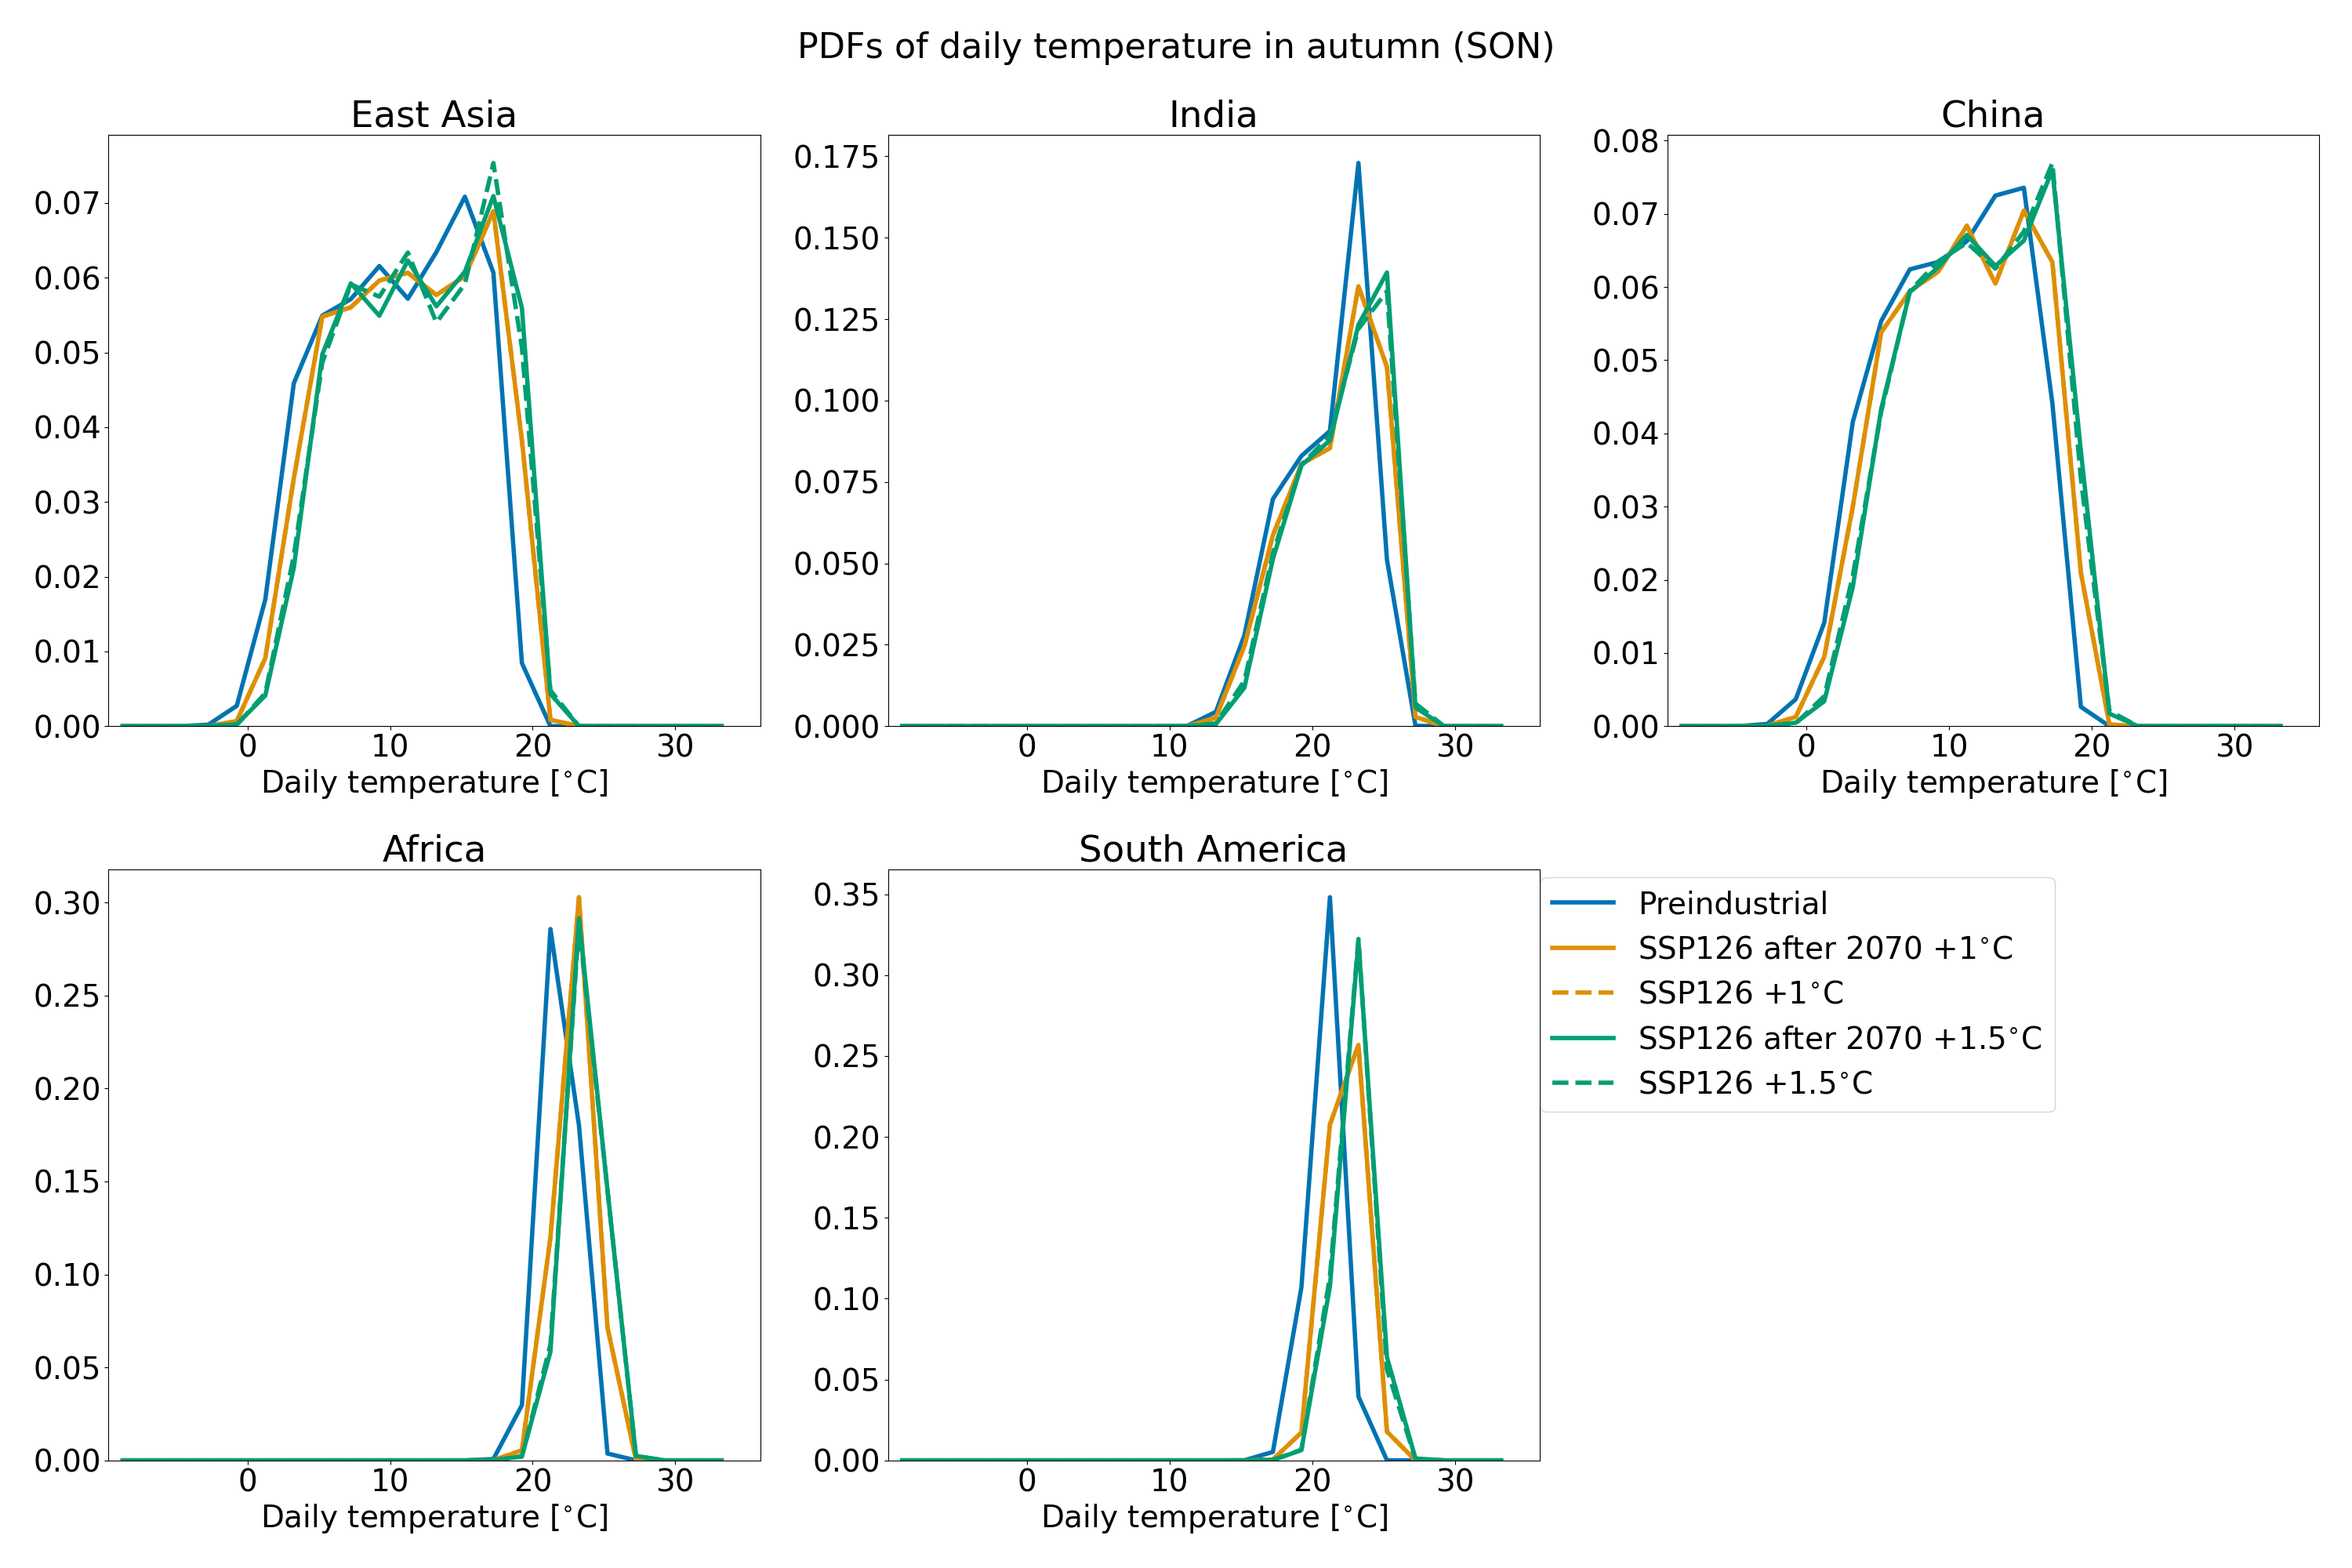 PDFs of daily temperature in autumn (SON)
East Asia
0.07
0.06
0.05
0.04
0.03
0.02
0.01
0.00
0 10 20 30
Daily temperature [°C]
India
0.175
0.150
0.125
0.100
0.075
0.050
0.025
0.000
0 10 20 30
Daily temperature [°C]
China
0.08
0.07
0.06
0.05
0.04
0.03
0.02
0.01
0.00
0 10 20 30
Daily temperature [°C]
Africa
0.30
0.25
0.20
0.15
0.10
0.05
0.00
0 10 20 30
Daily temperature [°C]
South America
0.35
0.30
0.25
0.20
0.15
0.10
0.05
0.00
0 10 20 30
Daily temperature [°C]
Preindustrial
SSP126 after 2070 +1°C
SSP126 +1°C
SSP126 after 2070 +1.5°C
SSP126 +1.5°C